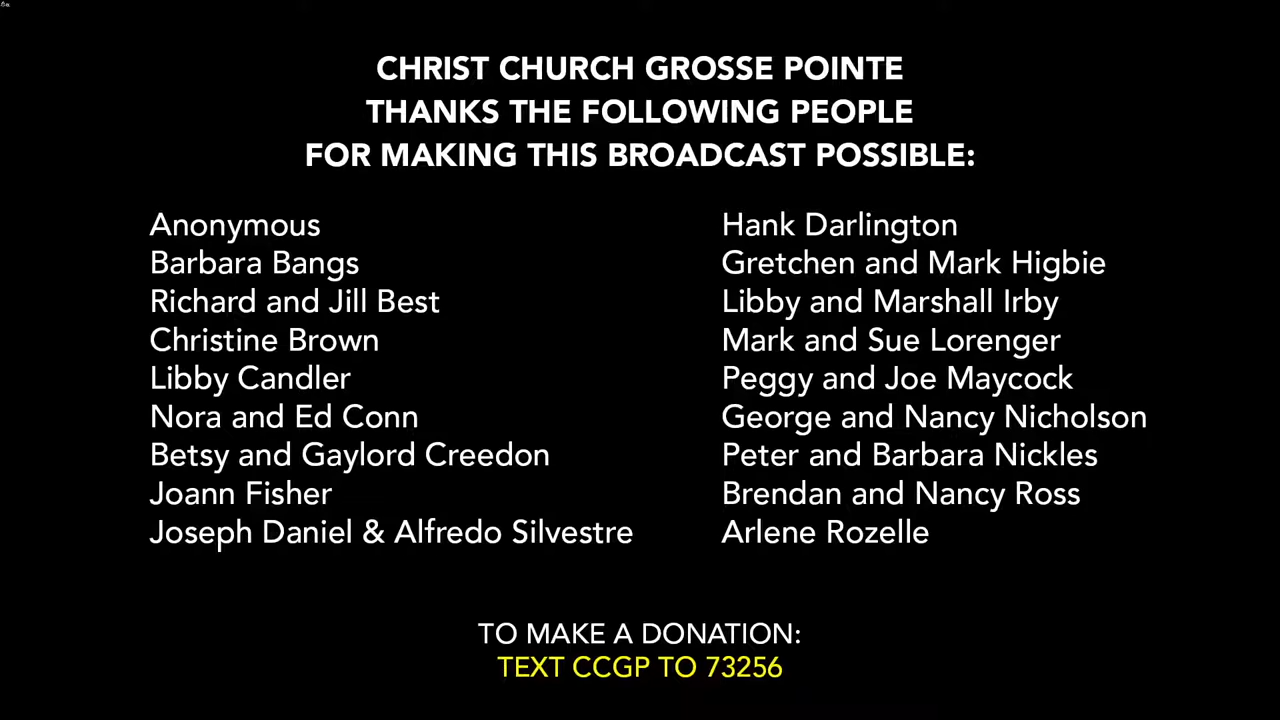 CHRIST CHURCH GROSSE POINTE
THANKS THE FOLLOWING PEOPLE
FOR MAKING THIS BROADCAST POSSIBLE:
Anonymous
Barbara Bangs
Richard and Jill Best
Christine Brown
Libby Candler
Nora and Ed Conn
Betsy and Gaylord Creedon
Joann Fisher
Joseph Daniel & Alfredo Silvestre
Hank Darlington
Gretchen and Mark Higbie
Libby and Marshall Irby
Mark and Sue Lorenger
Peggy and Joe Maycock
George and Nancy Nicholson
Peter and Barbara Nickles
Brendan and Nancy Ross
Arlene Rozelle
TO MAKE A DONATION:
TEXT CCGP TO 73256